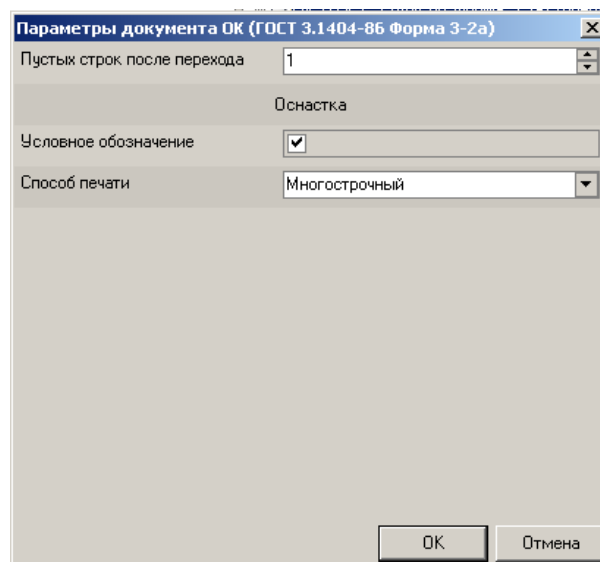 Параметры документа ОК (ГОСТ 3.1404-86 Форма 3-2а)
Пустых строк после перехода 1
Оснастка
Условное обозначение
Способ печати Многострочный
ОК Отмена